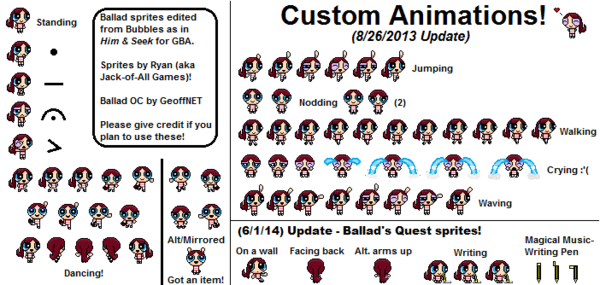 Standing
Ballad sprites edited
from Bubbles as in
Him & Seek for GBA.
Sprites by Ryan (aka
Jack-of-All Games)!
Ballad OC by GeoffNET
Please give credit if you
plan to use these!
Dancing!
Alt/Mirrored
Got an item!
Custom Animations!
(8/26/2013 Update)
Jumping
Nodding
(2)
Walking
Crying :'(
Waving
(6/1/14) Update - Ballad's Quest sprites!
On a wall
Facing back
Alt. arms up
Writing
Magical Music-
Writing Pen